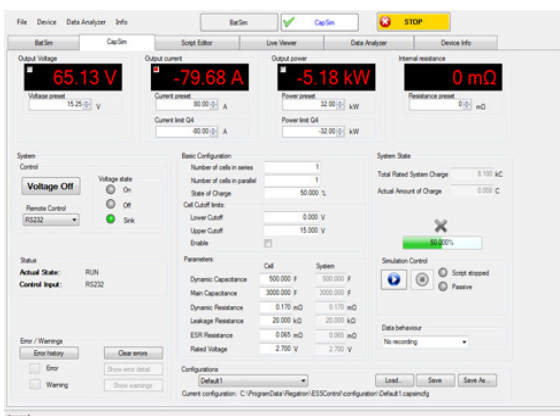 File Device Data Analyzer Info BatSim CapSim STOP
BatSim CapSim Script Editor Live Viewer Data Analyzer Device Info
Output Voltage Output current Output power Internal resistance
65.13 V -79.68 A -5.18 kW 0 mΩ
Voltage preset Current preset Power preset Resistance preset
15.25 V 80.00 A 32.00 kW 0 mΩ
Current limit Q4 Power limit Q4
-80.00 A -32.00 kW
System Basic Configuration System State
Control Number of cells in series 1 Total Rated System Charge 8.100 kC
Voltage Off Voltage state Number of cells in parallel 1
On State of Charge 50.000 % Actual Amount of Charge 0.000 C
Remote Control Off Cell Cutoff limits:
RS232 Sink Lower Cutoff 0.000 V
Upper Cutoff 15.000 V
Enable 50.000%
Status Parameters: Cell System Simulation Control
Actual State: RUN Dynamic Capacitance 500.000 F 500.000 F Script stopped
Control Input: RS232 Main Capacitance 3000.000 F 3000.000 F Passive
Dynamic Resistance 0.170 mΩ 0.170 mΩ
Leakage Resistance 20.000 kΩ 20.000 kΩ
ESR Resistance 0.065 mΩ 0.065 mΩ Data behaviour
Error / Warnings Rated Voltage 2.700 V 2.700 V No recording
Error history Clear errors
Error Show error detail Configurations
Warning Show warnings Default1 Load... Save Save As...
Current configuration: C:\ProgramData\Regatron\ESSControl\configuration\Default1.capsimcfg